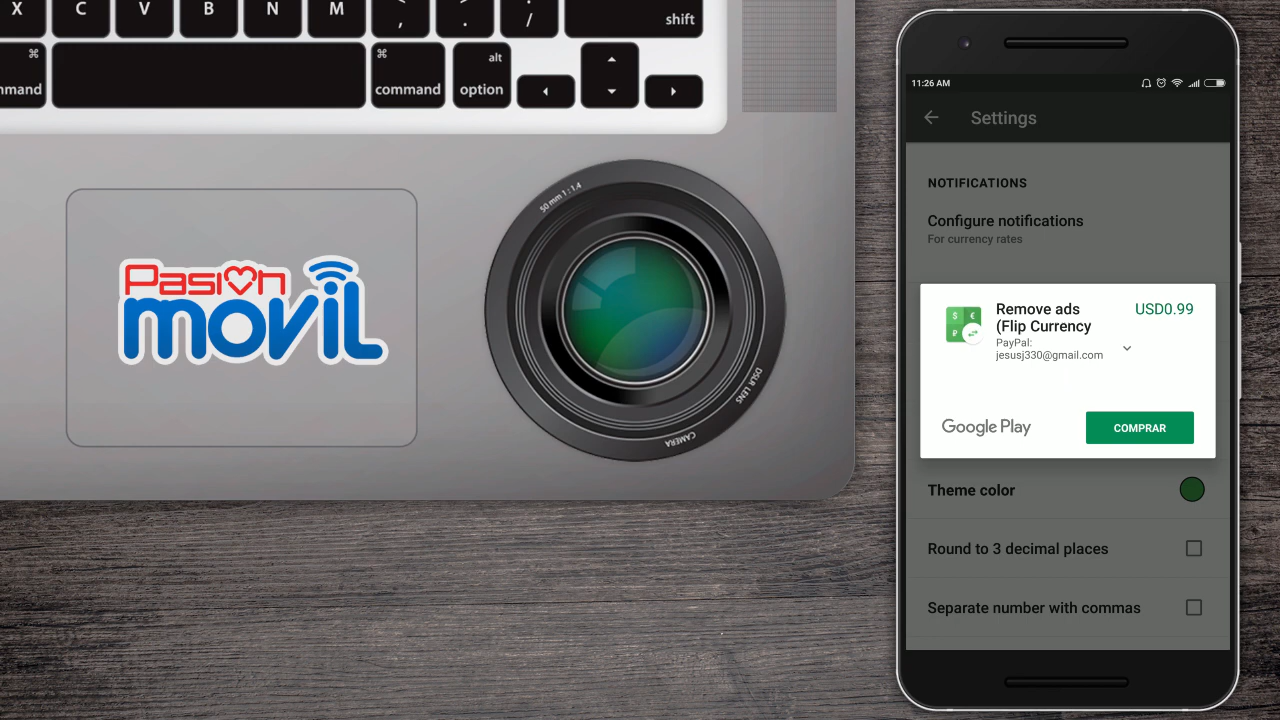 X
C
V
B
N
M
<
,
>
.
?
/
shift
⌘
mmand
⌘
command
alt
option
50 mm 1:1.4
DSLR LENS
CAMERA
Pasión
movil
11:26 AM
Settings
NOTIFICATIONS
Configure notifications
For currency rates
Remove ads
(Flip Currency
USD0.99
PayPal:
jesusj330@gmail.com
Google Play
COMPRAR
Theme color
Round to 3 decimal places
Separate number with commas